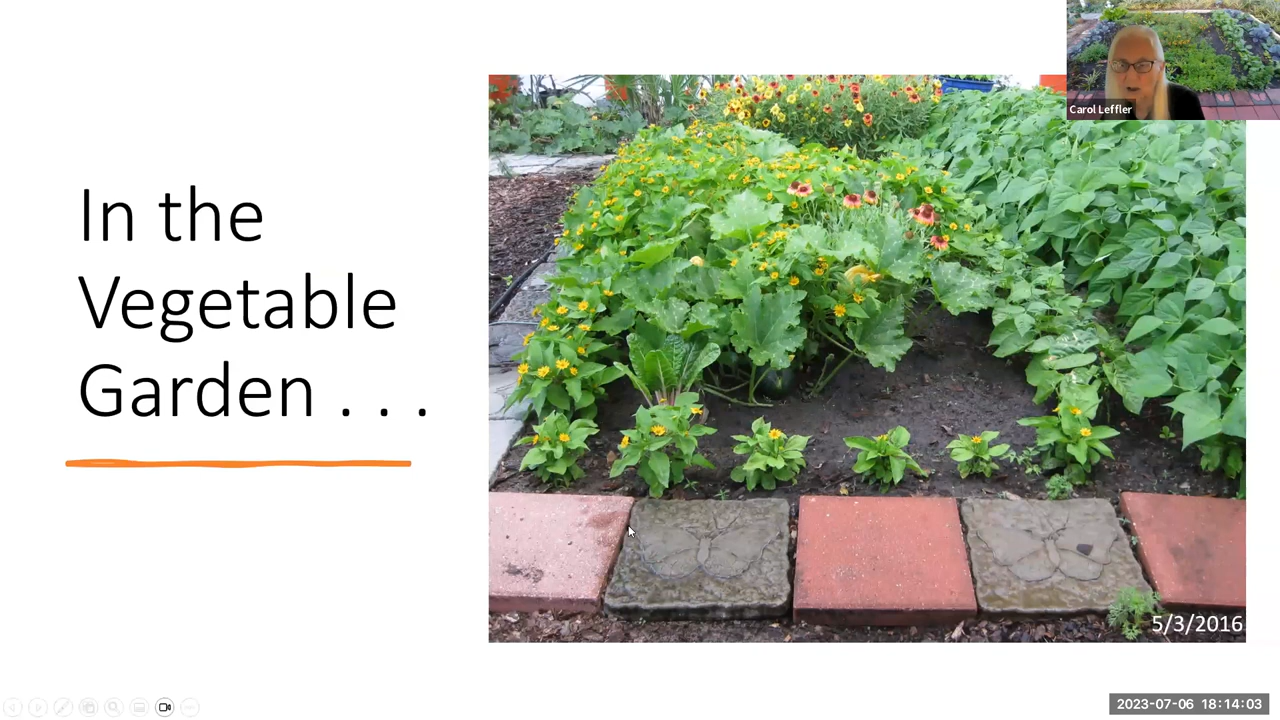 Carol Leffler
In the
Vegetable
Garden . . .
5/3/2016
2023-07-06 18:14:03